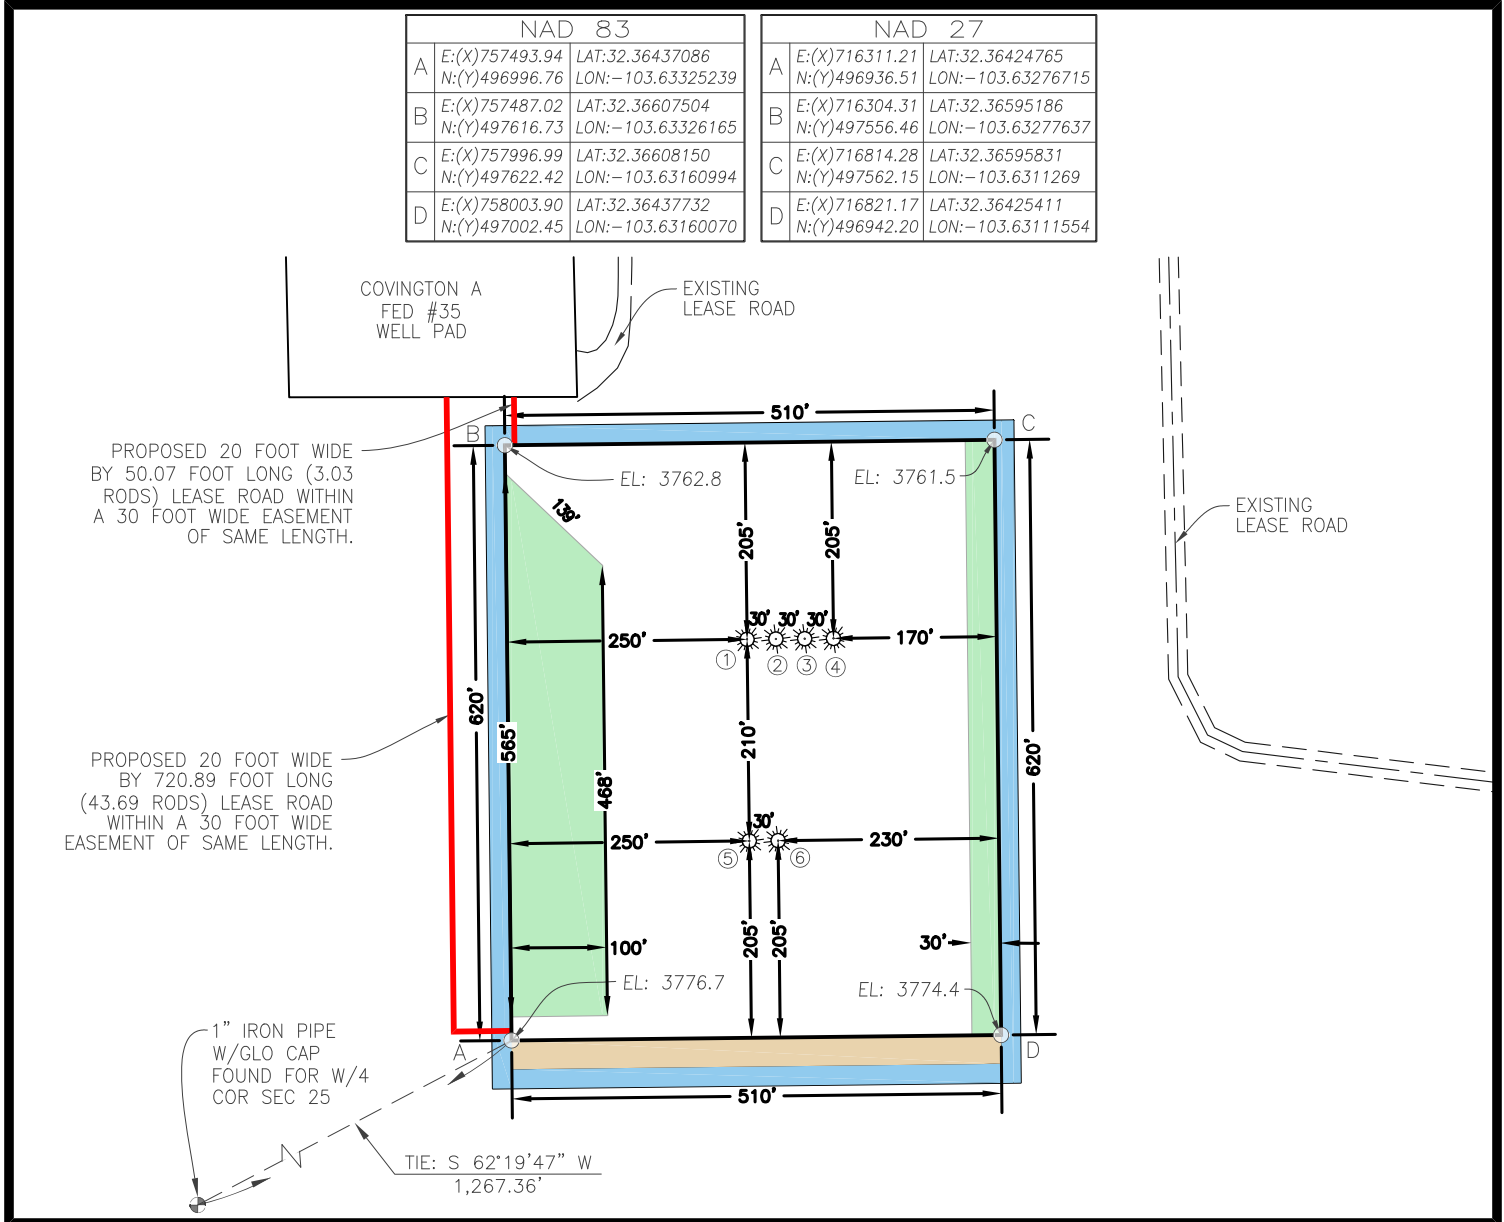 NAD 83
A E:(X)757493.94 LAT:32.36437086
N:(Y)496996.76 LON:-103.63325239
B E:(X)757487.02 LAT:32.36607504
N:(Y)497616.73 LON:-103.63326165
C E:(X)757996.99 LAT:32.36608150
N:(Y)497622.42 LON:-103.63160994
D E:(X)758003.90 LAT:32.36437732
N:(Y)497002.45 LON:-103.63160070
NAD 27
A E:(X)716311.21 LAT:32.36424765
N:(Y)496936.51 LON:-103.63276715
B E:(X)716304.31 LAT:32.36595186
N:(Y)497556.46 LON:-103.63277637
C E:(X)716814.28 LAT:32.36595831
N:(Y)497562.15 LON:-103.6311269
D E:(X)716821.17 LAT:32.36425411
N:(Y)496942.20 LON:-103.63111554
COVINGTON A
FED #35
WELL PAD
EXISTING
LEASE ROAD
510'
B
C
PROPOSED 20 FOOT WIDE
BY 50.07 FOOT LONG (3.03
RODS) LEASE ROAD WITHIN
A 30 FOOT WIDE EASEMENT
OF SAME LENGTH.
EL: 3762.8
EL: 3761.5
139'
205'
205'
EXISTING
LEASE ROAD
30' 30' 30'
250'
170'
1 2 3 4
620'
565'
468'
210'
620'
PROPOSED 20 FOOT WIDE
BY 720.89 FOOT LONG
(43.69 RODS) LEASE ROAD
WITHIN A 30 FOOT WIDE
EASEMENT OF SAME LENGTH.
30'
250'
230'
5 6
205'
205'
100'
30'
EL: 3776.7
EL: 3774.4
A
D
1" IRON PIPE
W/GLO CAP
FOUND FOR W/4
COR SEC 25
510'
TIE: S 62°19'47" W
1,267.36'